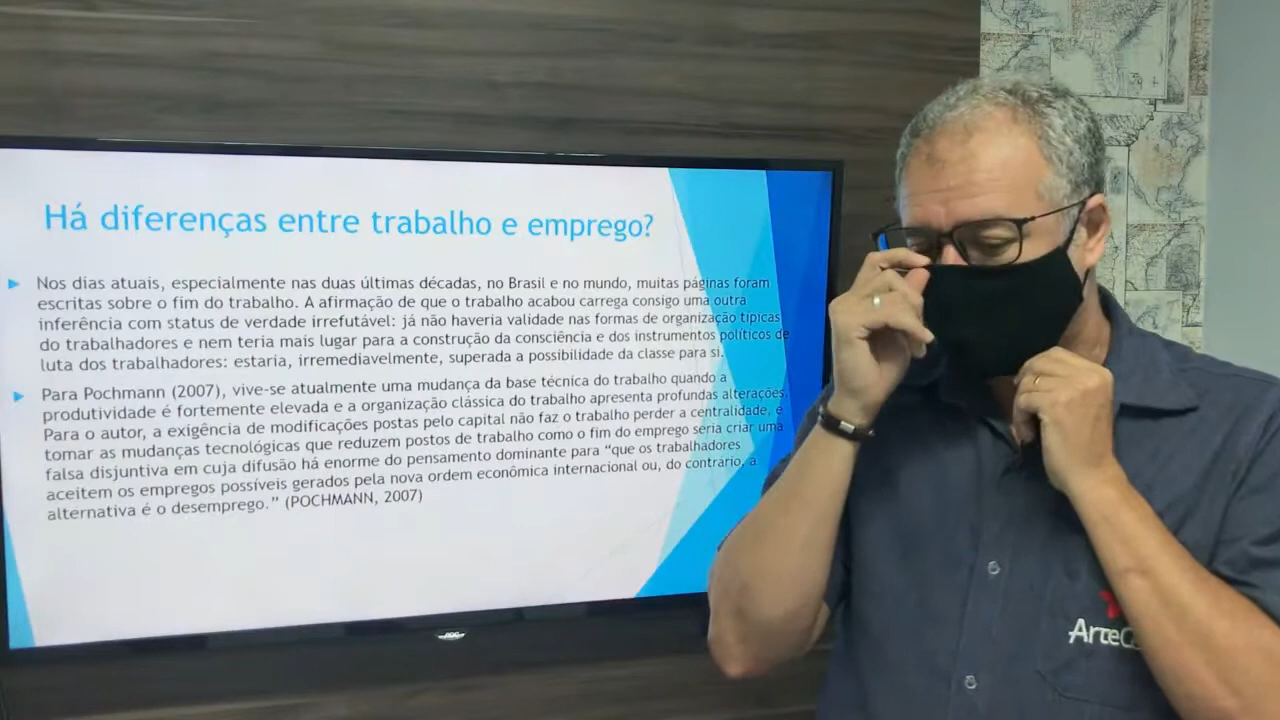 Há diferenças entre trabalho e emprego?
Nos dias atuais, especialmente nas duas últimas décadas, no Brasil e no mundo, muitas páginas foram
escritas sobre o fim do trabalho. A afirmação de que o trabalho acabou carrega consigo uma outra
inferência com status de verdade irrefutável: já não haveria validade nas formas de organização típicas
do trabalhadores e nem teria mais lugar para a construção da consciência e dos instrumentos políticos de
luta dos trabalhadores: estaria, irremediavelmente, superada a possibilidade da classe para si.
Para Pochmann (2007), vive-se atualmente uma mudança da base técnica do trabalho quando a
produtividade é fortemente elevada e a organização clássica do trabalho apresenta profundas alterações.
Para o autor, a exigência de modificações postas pelo capital não faz o trabalho perder a centralidade, e
tomar as mudanças tecnológicas que reduzem postos de trabalho como o fim do emprego seria criar uma
falsa disjuntiva em cuja difusão há enorme do pensamento dominante para “que os trabalhadores
aceitem os empregos possíveis gerados pela nova ordem econômica internacional ou, do contrário, a
alternativa é o desemprego.” (POCHMANN, 2007)
AOC